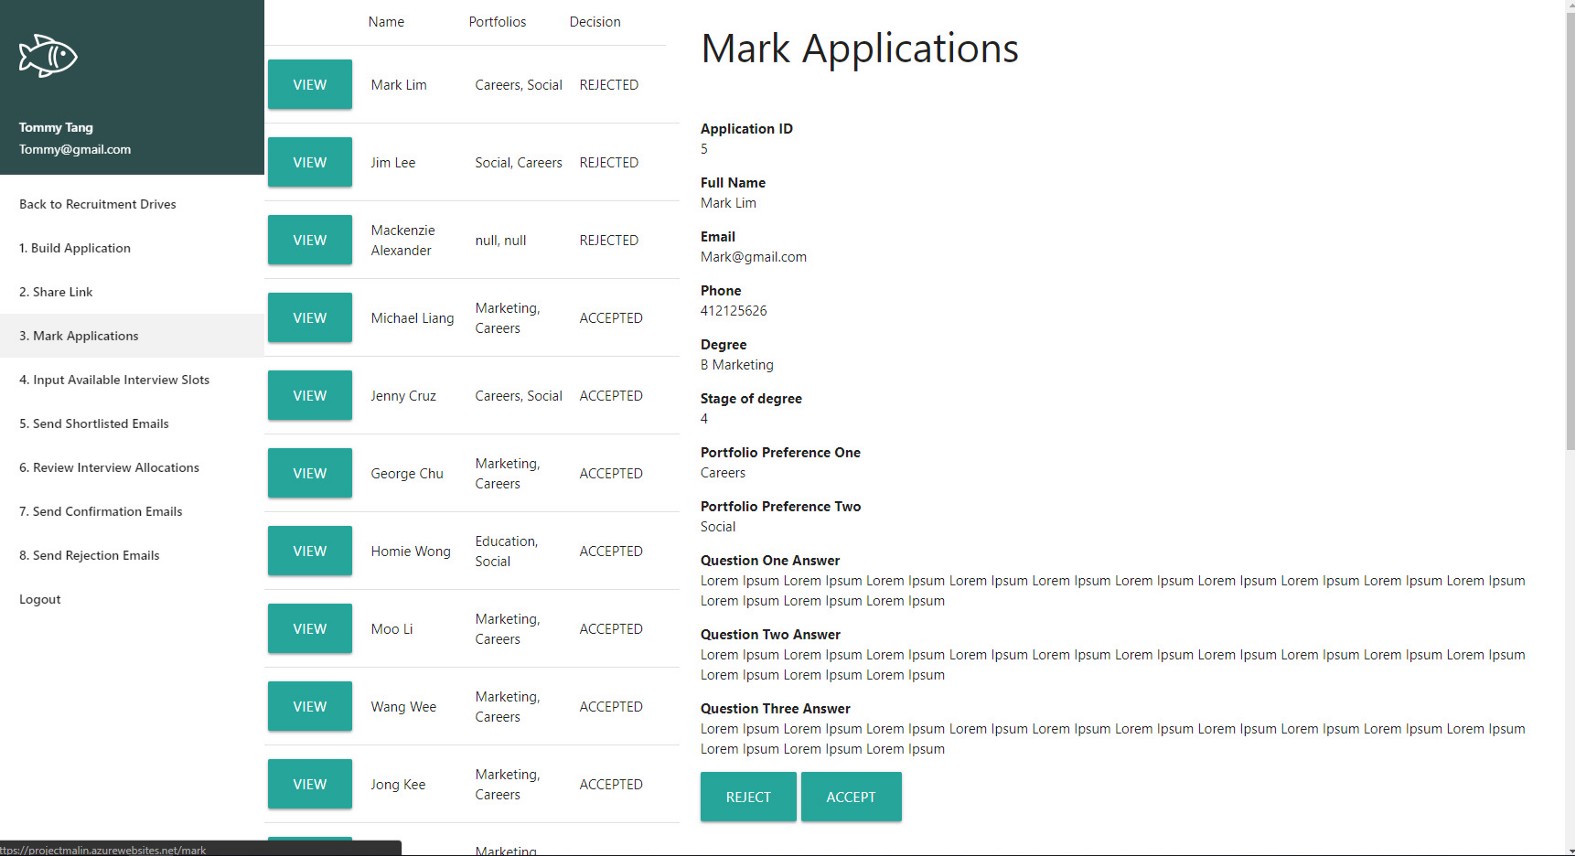 Tommy Tang
Tommy@gmail.com
Back to Recruitment Drives
1. Build Application
2. Share Link
3. Mark Applications
4. Input Available Interview Slots
5. Send Shortlisted Emails
6. Review Interview Allocations
7. Send Confirmation Emails
8. Send Rejection Emails
Logout
Name Portfolios Decision
VIEW Mark Lim Careers, Social REJECTED
VIEW Jim Lee Social, Careers REJECTED
VIEW Mackenzie Alexander null, null REJECTED
VIEW Michael Liang Marketing, Careers ACCEPTED
VIEW Jenny Cruz Careers, Social ACCEPTED
VIEW George Chu Marketing, Careers ACCEPTED
VIEW Homie Wong Education, Social ACCEPTED
VIEW Moo Li Marketing, Careers ACCEPTED
VIEW Wang Wee Marketing, Careers ACCEPTED
VIEW Jong Kee Marketing, Careers ACCEPTED
Marketing,
Mark Applications
Application ID
5
Full Name
Mark Lim
Email
Mark@gmail.com
Phone
412125626
Degree
B Marketing
Stage of degree
4
Portfolio Preference One
Careers
Portfolio Preference Two
Social
Question One Answer
Lorem Ipsum Lorem Ipsum Lorem Ipsum Lorem Ipsum Lorem Ipsum Lorem Ipsum Lorem Ipsum Lorem Ipsum Lorem Ipsum Lorem Ipsum
Lorem Ipsum Lorem Ipsum Lorem Ipsum
Question Two Answer
Lorem Ipsum Lorem Ipsum Lorem Ipsum Lorem Ipsum Lorem Ipsum Lorem Ipsum Lorem Ipsum Lorem Ipsum Lorem Ipsum Lorem Ipsum
Lorem Ipsum Lorem Ipsum Lorem Ipsum
Question Three Answer
Lorem Ipsum Lorem Ipsum Lorem Ipsum Lorem Ipsum Lorem Ipsum Lorem Ipsum Lorem Ipsum Lorem Ipsum Lorem Ipsum Lorem Ipsum
Lorem Ipsum Lorem Ipsum Lorem Ipsum
REJECT ACCEPT
ttps://projectmalin.azurewebsites.net/mark